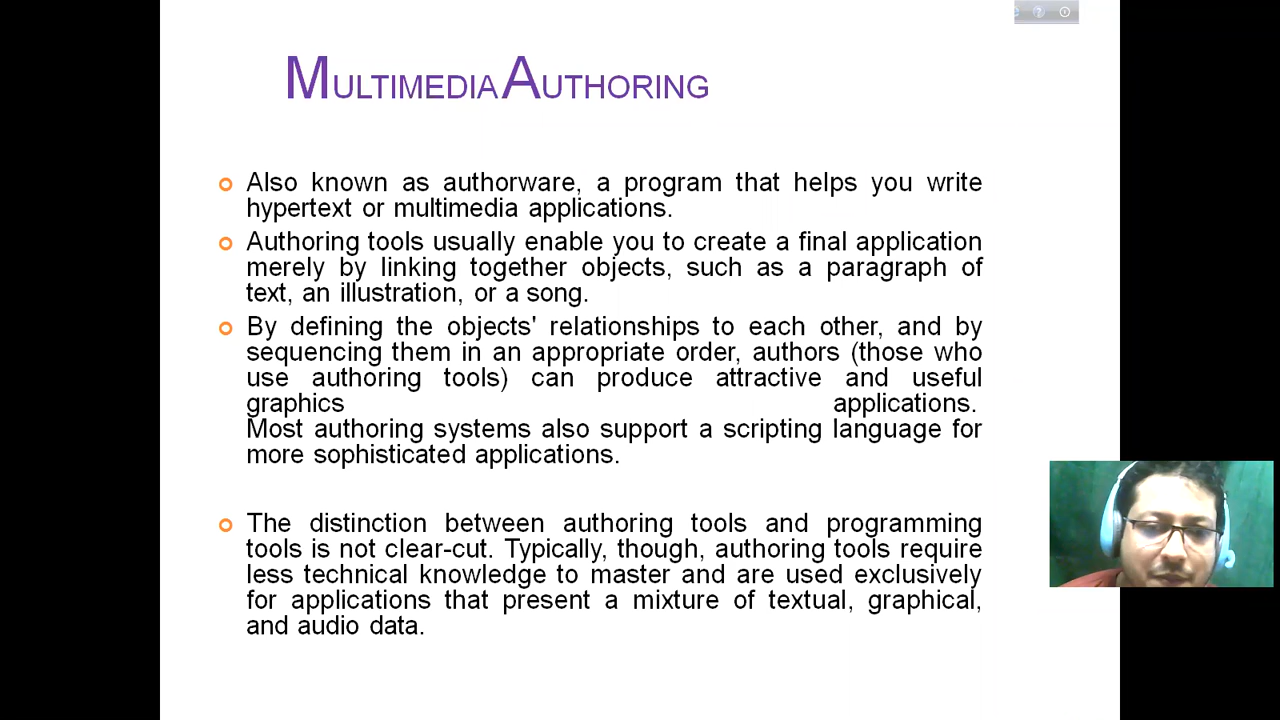 MULTIMEDIA AUTHORING
Also known as authorware, a program that helps you write
hypertext or multimedia applications.
Authoring tools usually enable you to create a final application
merely by linking together objects, such as a paragraph of
text, an illustration, or a song.
By defining the objects' relationships to each other, and by
sequencing them in an appropriate order, authors (those who
use authoring tools) can produce attractive and useful
graphics applications.
Most authoring systems also support a scripting language for
more sophisticated applications.
The distinction between authoring tools and programming
tools is not clear-cut. Typically, though, authoring tools require
less technical knowledge to master and are used exclusively
for applications that present a mixture of textual, graphical,
and audio data.